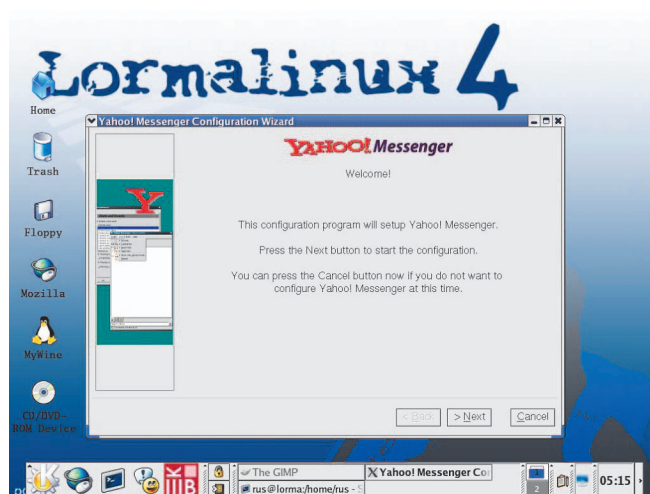 Lormalinux 4
Home
Trash
Floppy
Mozilla
MyWine
CD/DVD-
ROM Device
Yahoo! Messenger Configuration Wizard
YAHOO! Messenger
Welcome!
This configuration program will setup Yahoo! Messenger.
Press the Next button to start the configuration.
You can press the Cancel button now if you do not want to
configure Yahoo! Messenger at this time.
< Back
> Next
Cancel
The GIMP
Yahoo! Messenger Cor
rus@lorma:/home/rus - S
2
05:15